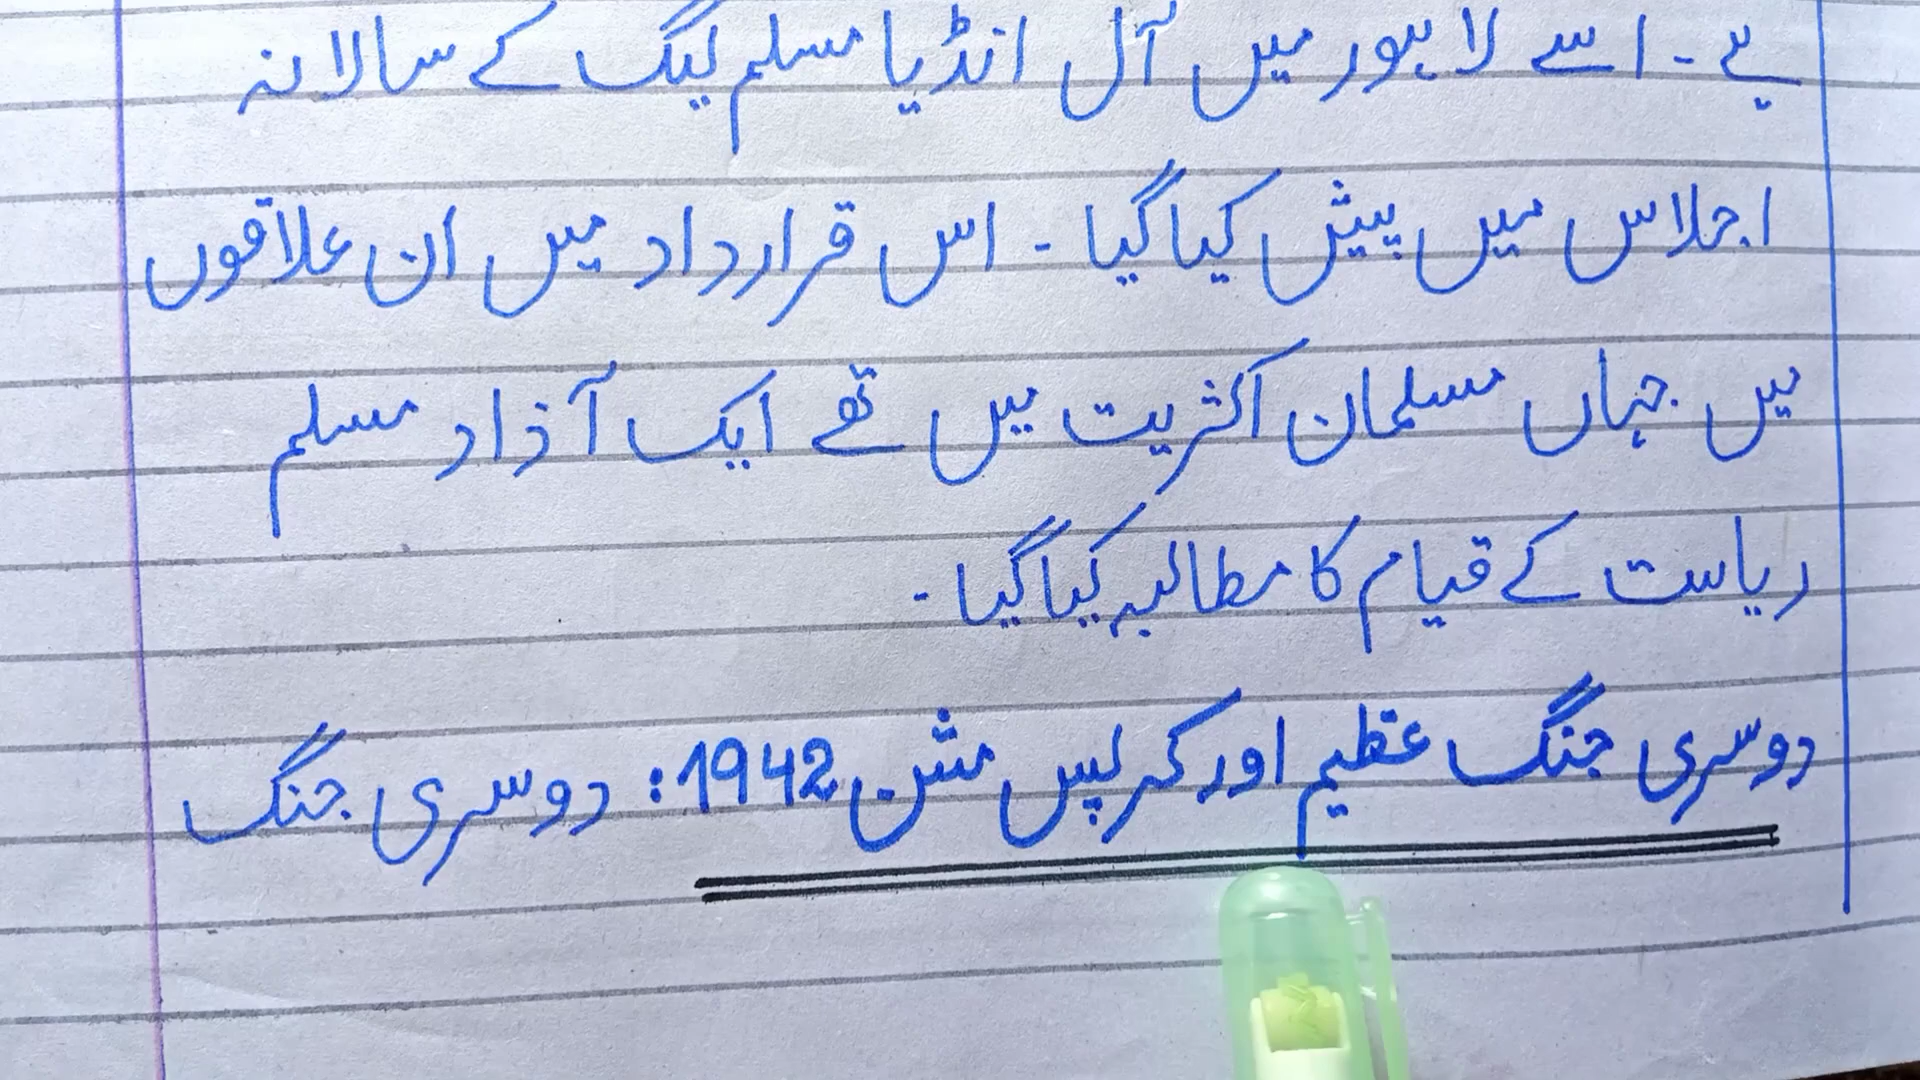 ہے ۔ اسے لاہور میں آل انڈیا مسلم لیگ کے سالانہ
اجلاس میں پیش کیا گیا ۔ اس قرارداد میں ان علاقوں
میں جہاں مسلمان اکثریت میں تھے ایک آذاد مسلم
ریاست کے قیام کا مطالبہ کیا گیا ۔
دوسری جنگ عظیم اور کرپس مشن 1942: دوسری جنگ